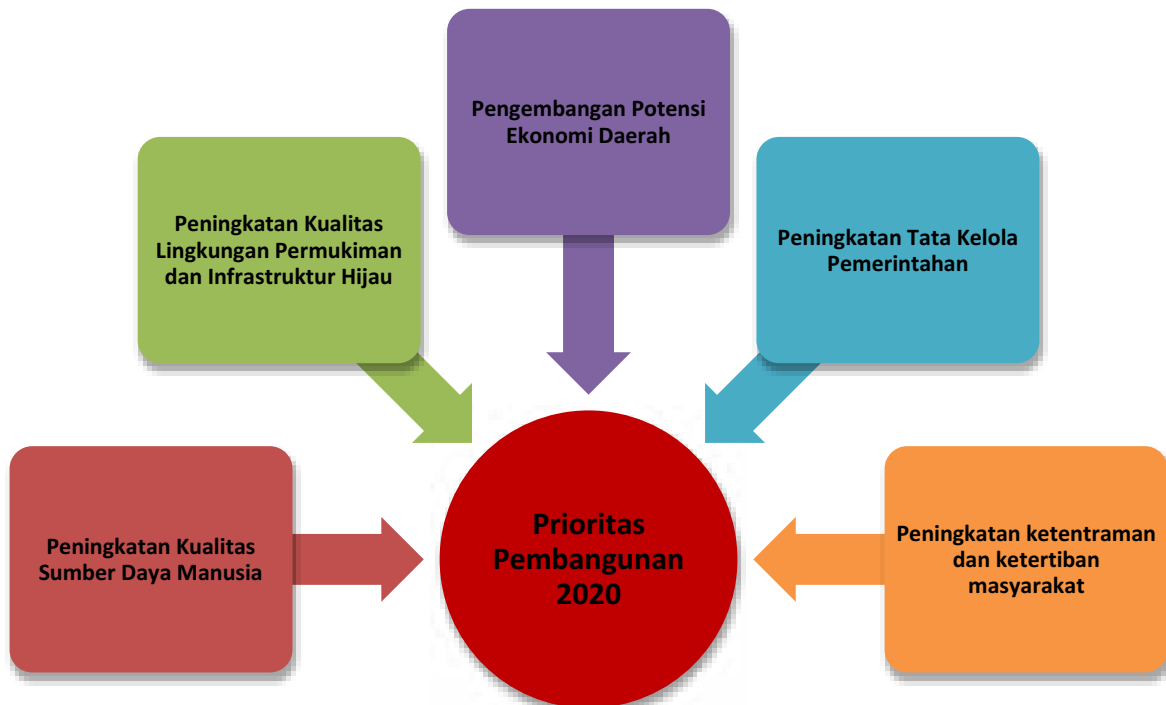 Pengembangan Potensi
Ekonomi Daerah
Peningkatan Kualitas
Lingkungan Permukiman
dan Infrastruktur Hijau
Peningkatan Tata Kelola
Pemerintahan
Peningkatan Kualitas
Sumber Daya Manusia
Prioritas
Pembangunan
2020
Peningkatan ketentraman
dan ketertiban
masyarakat